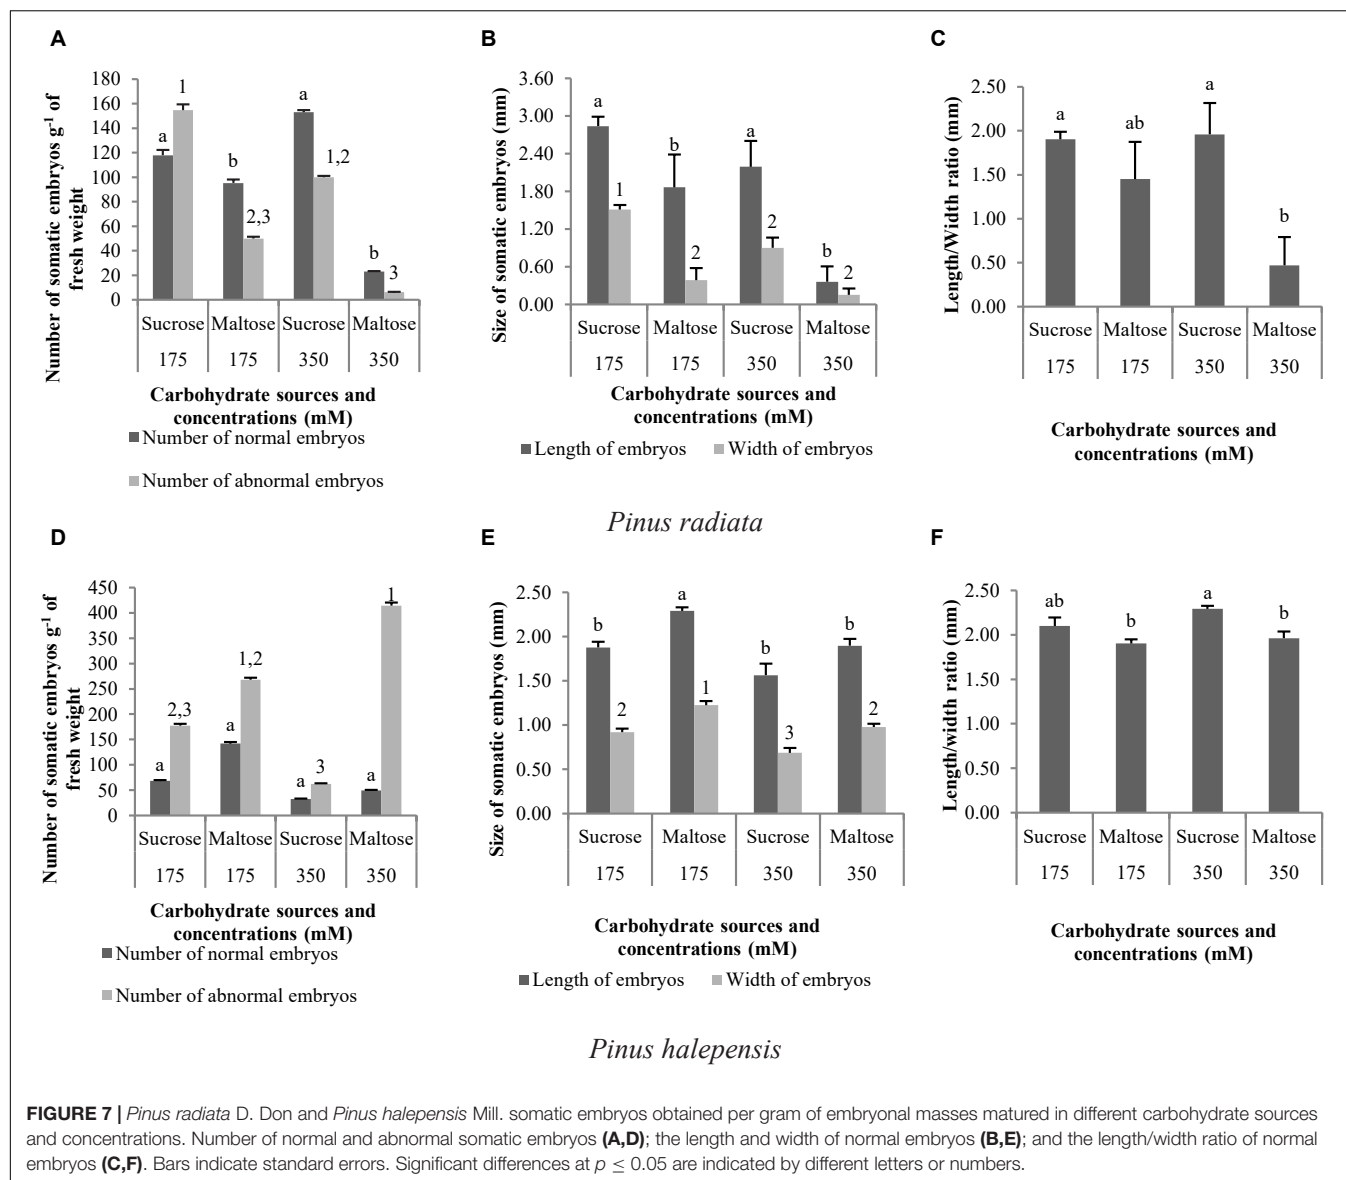 A
Number of somatic embryos g-1 of
fresh weight
180
160
140
120
100
80
60
40
20
0
a
1
b
2,3
a
1,2
b
3
Sucrose Maltose Sucrose Maltose
175 175 350 350
Carbohydrate sources and
concentrations (mM)
Number of normal embryos
Number of abnormal embryos
B
Size of somatic embryos (mm)
3.60
3.00
2.40
1.80
1.20
0.60
0.00
a
1
b
2
a
2
b
2
Sucrose Maltose Sucrose Maltose
175 175 350 350
Carbohydrate sources and
concentrations (mM)
Length of embryos Width of embryos
C
Length/Width ratio (mm)
2.50
2.00
1.50
1.00
0.50
0.00
a
ab
a
b
Sucrose Maltose Sucrose Maltose
175 175 350 350
Carbohydrate sources and
concentrations (mM)
Pinus radiata
D
Number of somatic embryos g-1 of
fresh weight
450
400
350
300
250
200
150
100
50
0
a
2,3
a
1,2
a
3
a
1
Sucrose Maltose Sucrose Maltose
175 175 350 350
Carbohydrate sources and
concentrations (mM)
Number of normal embryos
Number of abnormal embryos
E
Size of somatic embryos (mm)
2.50
2.00
1.50
1.00
0.50
0.00
b
2
a
1
b
3
b
2
Sucrose Maltose Sucrose Maltose
175 175 350 350
Carbohydrate sources and
concentrations (mM)
Length of embryos Width of embryos
F
Length/width ratio (mm)
2.50
2.00
1.50
1.00
0.50
0.00
ab
b
a
b
Sucrose Maltose Sucrose Maltose
175 175 350 350
Carbohydrate sources and
concentrations (mM)
Pinus halepensis
FIGURE 7 | Pinus radiata D. Don and Pinus halepensis Mill. somatic embryos obtained per gram of embryonal masses matured in different carbohydrate sources
and concentrations. Number of normal and abnormal somatic embryos (A,D); the length and width of normal embryos (B,E); and the length/width ratio of normal
embryos (C,F). Bars indicate standard errors. Significant differences at p ≤ 0.05 are indicated by different letters or numbers.